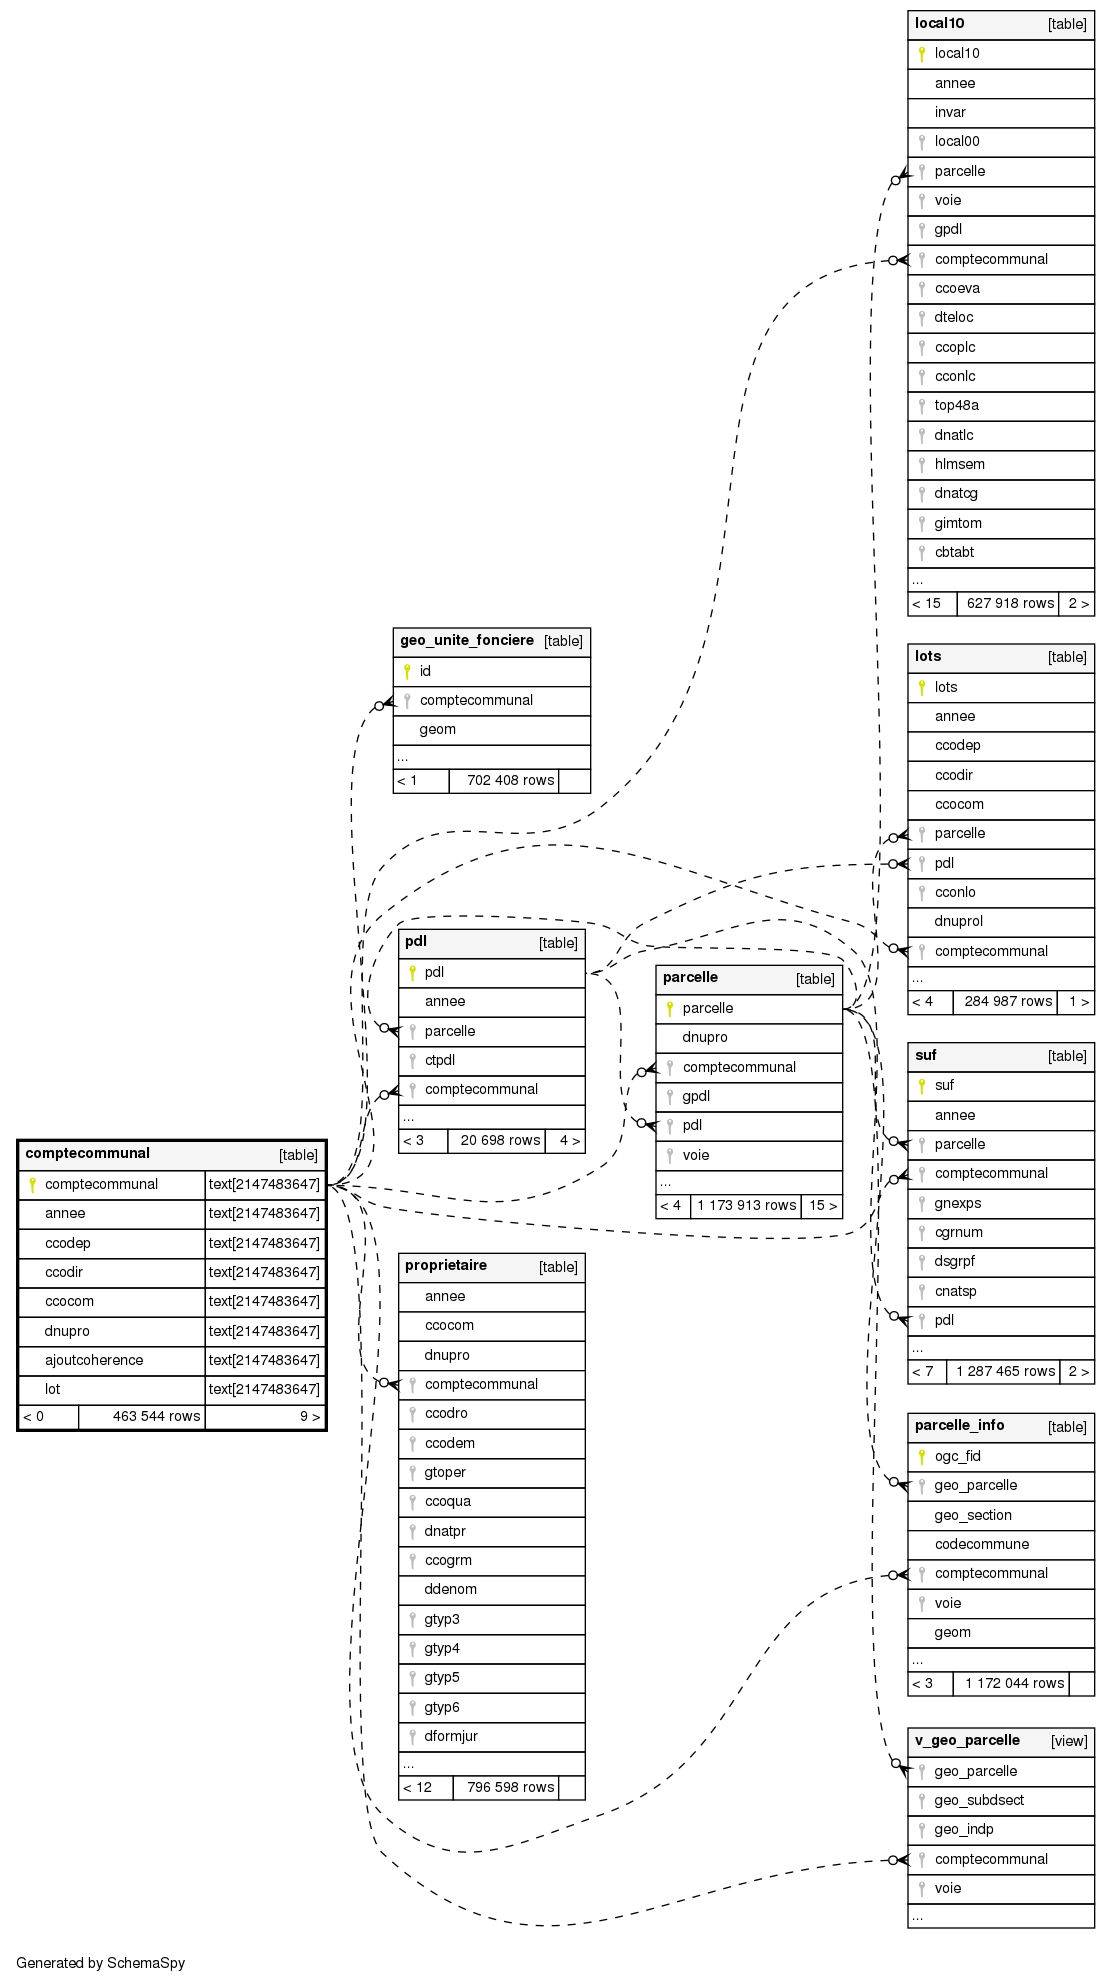 local10 [table]
local10
annee
invar
local00
parcelle
voie
gpdl
comptecommunal
ccoeva
dteloc
ccoplc
cconlc
top48a
dnatlc
hlmsem
dnatcg
gimtom
cbtabt
...
< 15 627 918 rows 2 >
geo_unite_fonciere [table]
id
comptecommunal
geom
...
< 1 702 408 rows
lots [table]
lots
annee
ccodep
ccodir
ccocom
parcelle
pdl
cconlo
dnuprol
comptecommunal
...
< 4 284 987 rows 1 >
pdl [table]
pdl
annee
parcelle
ctpdl
comptecommunal
...
< 3 20 698 rows 4 >
parcelle [table]
parcelle
dnupro
comptecommunal
gpdl
pdl
voie
...
< 4 1 173 913 rows 15 >
suf [table]
suf
annee
parcelle
comptecommunal
gnexps
cgrnum
dsgrpf
cnatsp
pdl
...
< 7 1 287 465 rows 2 >
comptecommunal [table]
comptecommunal text[2147483647]
annee text[2147483647]
ccodep text[2147483647]
ccodir text[2147483647]
ccocom text[2147483647]
dnupro text[2147483647]
ajoutcoherence text[2147483647]
lot text[2147483647]
< 0 463 544 rows 9 >
proprietaire [table]
annee
ccocom
dnupro
comptecommunal
ccodro
ccodem
gtoper
ccoqua
dnatpr
ccogrm
ddenom
gtyp3
gtyp4
gtyp5
gtyp6
dformjur
...
< 12 796 598 rows
parcelle_info [table]
ogc_fid
geo_parcelle
geo_section
codecommune
comptecommunal
voie
geom
...
< 3 1 172 044 rows
v_geo_parcelle [view]
geo_parcelle
geo_subdsect
geo_indp
comptecommunal
voie
...
Generated by SchemaSpy